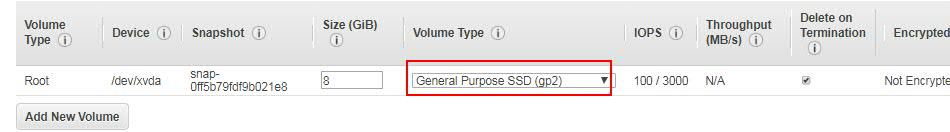 Volume Type Device Snapshot Size (GiB) Volume Type IOPS Throughput (MB/s) Delete on Termination Encrypted
Root /dev/xvda snap-0ff5b79fdf9b021e8 8 General Purpose SSD (gp2) 100 / 3000 N/A Not Encrypte
Add New Volume